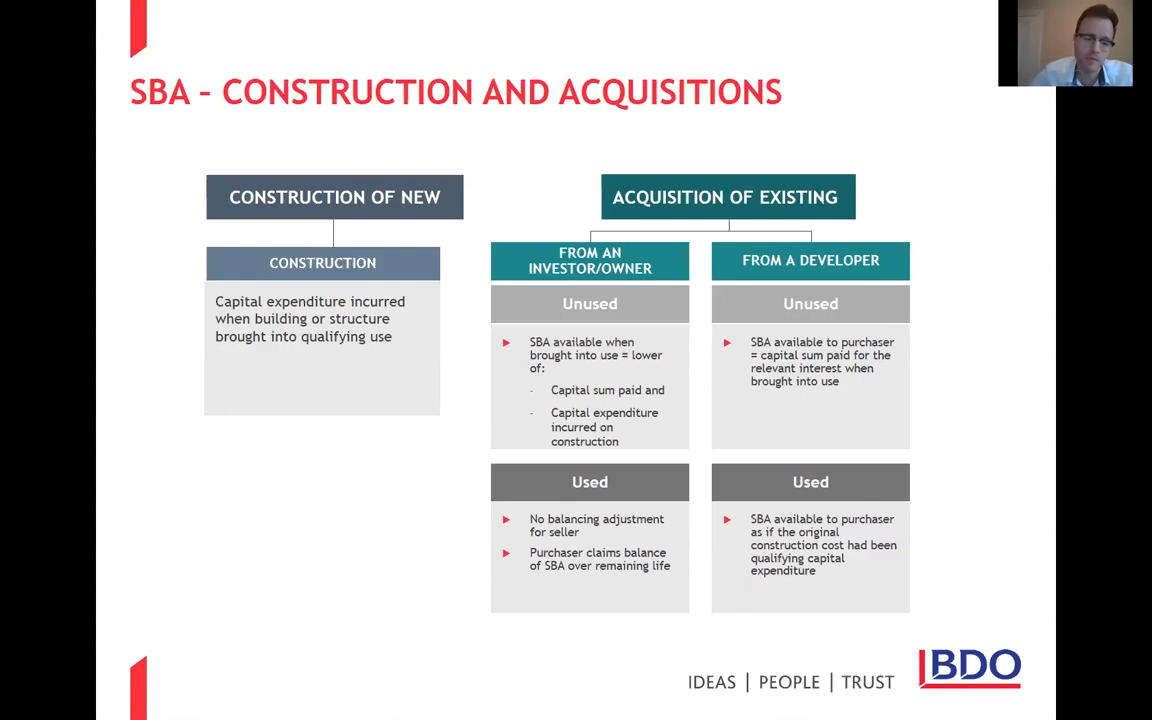 SBA – CONSTRUCTION AND ACQUISITIONS
CONSTRUCTION OF NEW
CONSTRUCTION
Capital expenditure incurred
when building or structure
brought into qualifying use
ACQUISITION OF EXISTING
FROM AN
INVESTOR/OWNER
Unused
SBA available when
brought into use = lower
of:
- Capital sum paid and
- Capital expenditure
incurred on
construction
Used
No balancing adjustment
for seller
Purchaser claims balance
of SBA over remaining life
FROM A DEVELOPER
Unused
SBA available to purchaser
= capital sum paid for the
relevant interest when
brought into use
Used
SBA available to purchaser
as if the original
construction cost had been
qualifying capital
expenditure
IDEAS | PEOPLE | TRUST
BDO